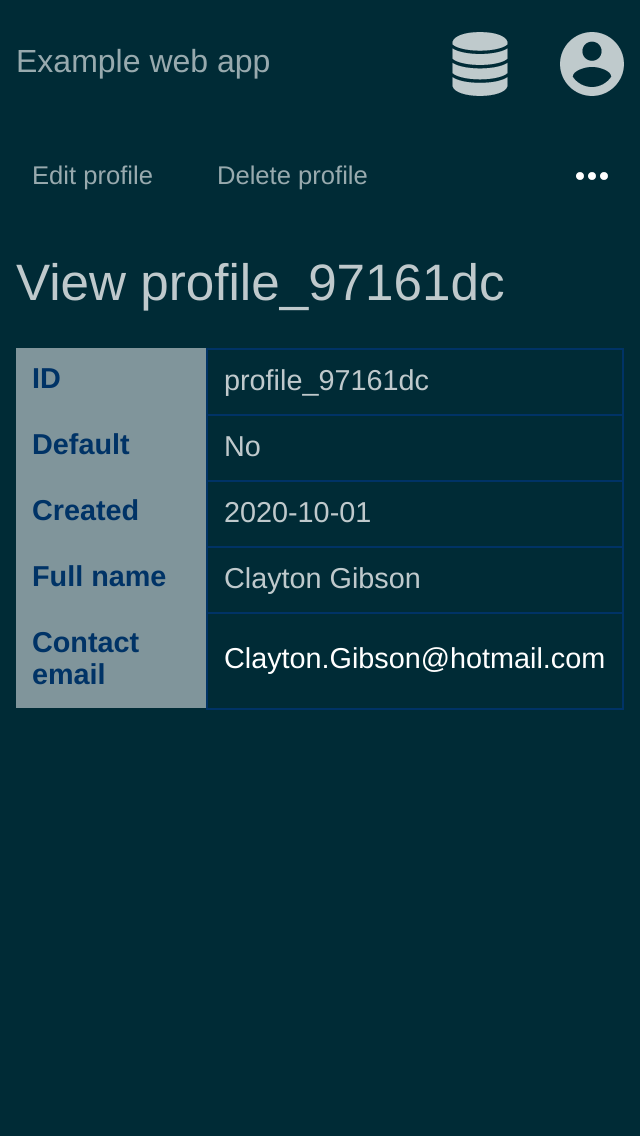 Example web app
Edit profile
Delete profile
View profile_97161dc
ID
profile_97161dc
Default
No
Created
2020-10-01
Full name
Clayton Gibson
Contact
email
Clayton.Gibson@hotmail.com